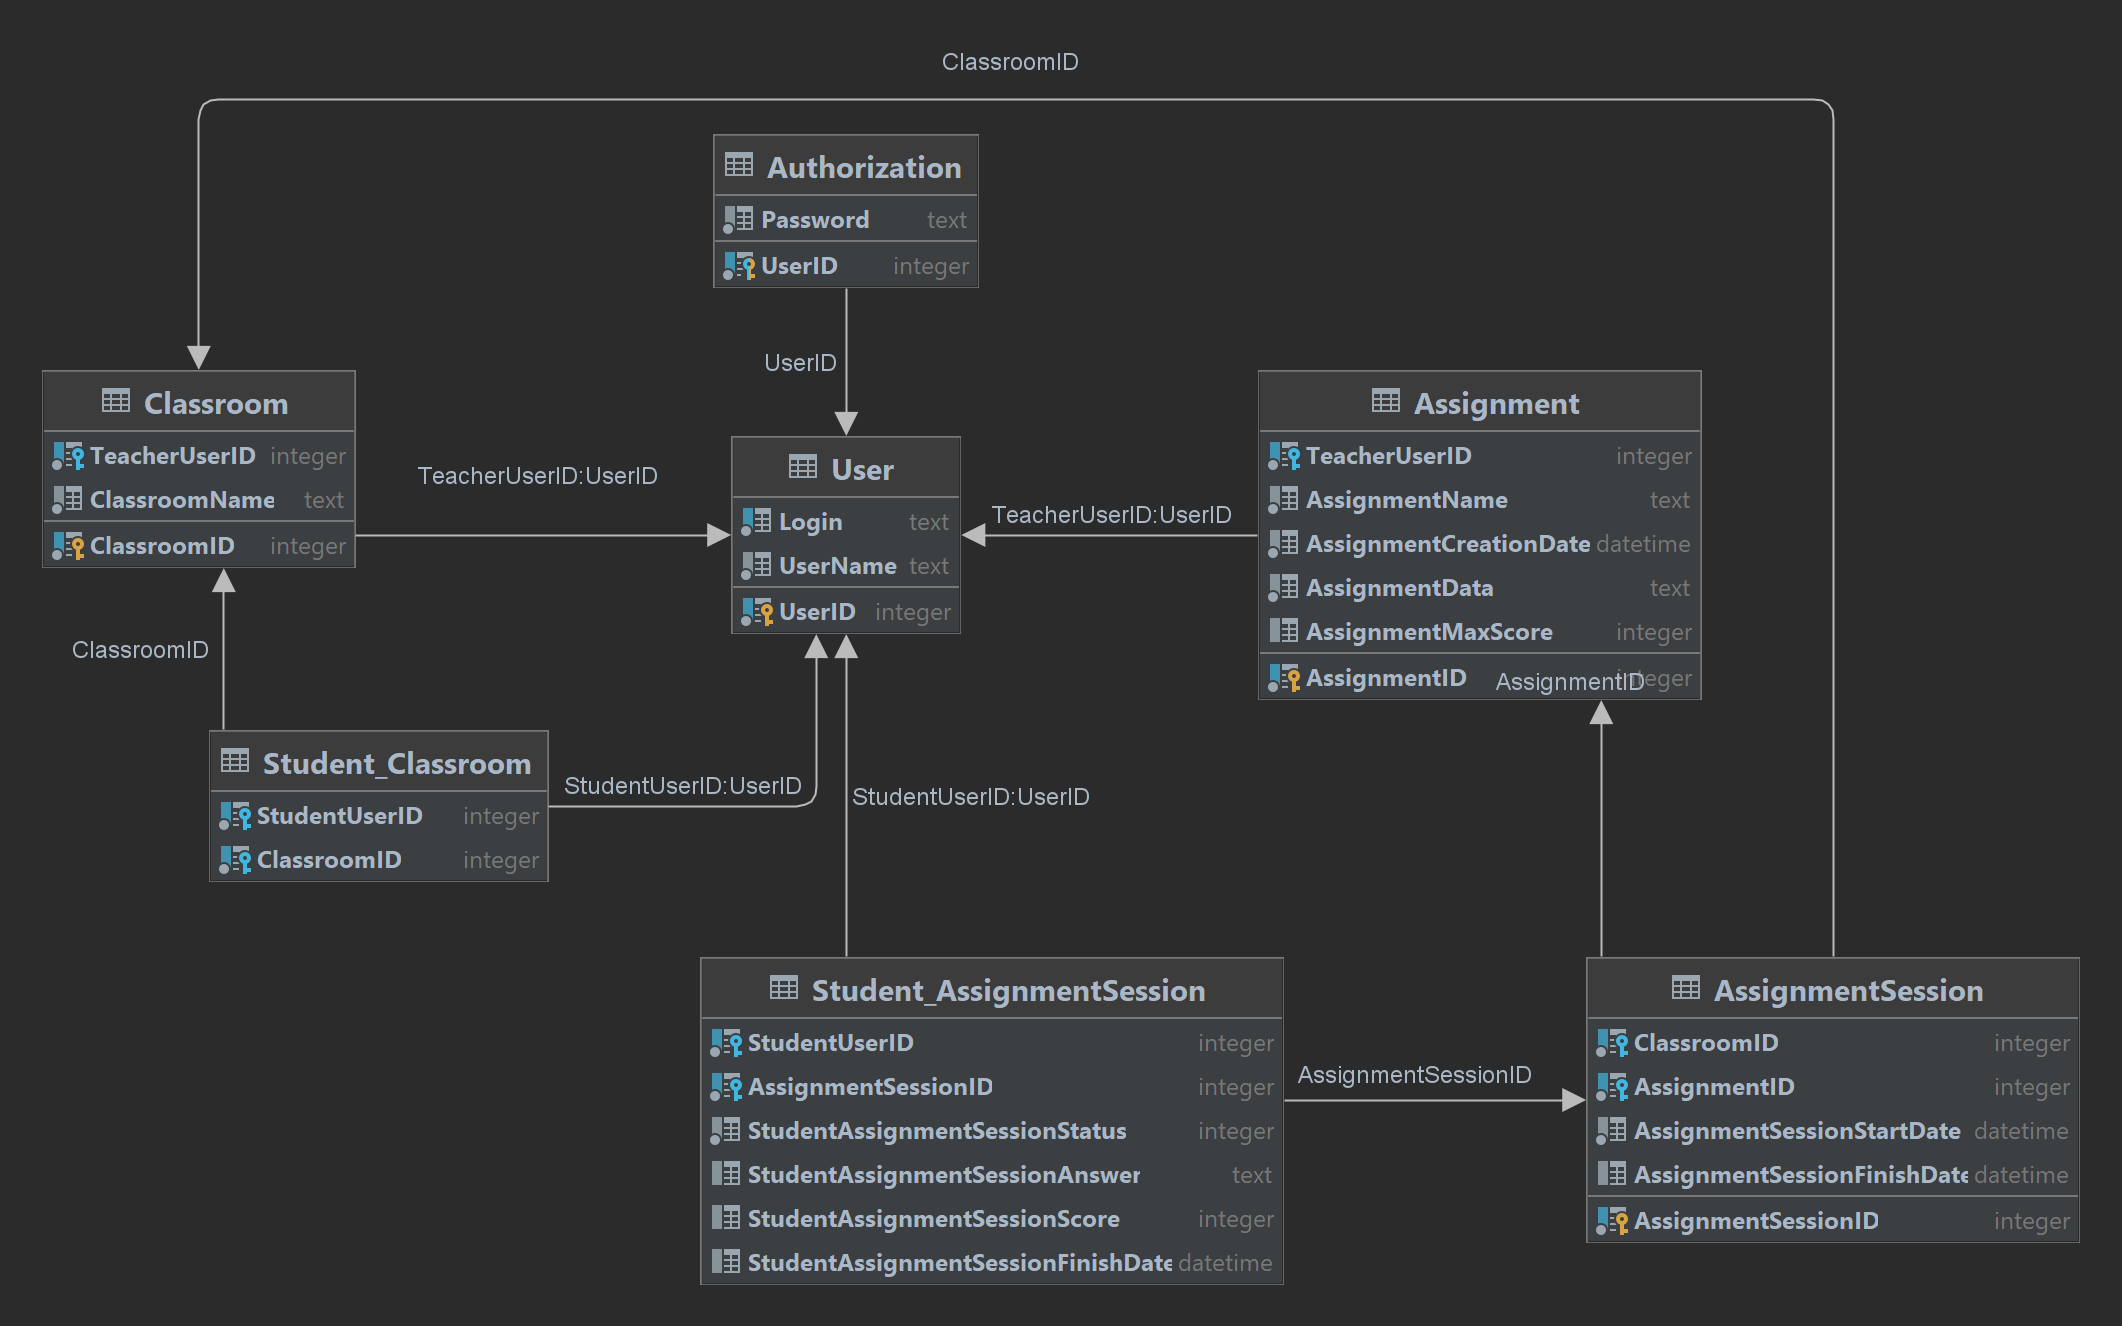 ClassroomID
Authorization
Password text
UserID integer
UserID
Classroom
TeacherUserID integer
ClassroomName text
ClassroomID integer
TeacherUserID:UserID
User
Login text
UserName text
UserID integer
TeacherUserID:UserID
Assignment
TeacherUserID integer
AssignmentName text
AssignmentCreationDate datetime
AssignmentData text
AssignmentMaxScore integer
AssignmentID integer
AssignmentID
ClassroomID
Student_Classroom
StudentUserID integer
ClassroomID integer
StudentUserID:UserID
StudentUserID:UserID
Student_AssignmentSession
StudentUserID integer
AssignmentSessionID integer
StudentAssignmentSessionStatus integer
StudentAssignmentSessionAnswer text
StudentAssignmentSessionScore integer
StudentAssignmentSessionFinishDate datetime
AssignmentSessionID
AssignmentSession
ClassroomID integer
AssignmentID integer
AssignmentSessionStartDate datetime
AssignmentSessionFinishDate datetime
AssignmentSessionID integer